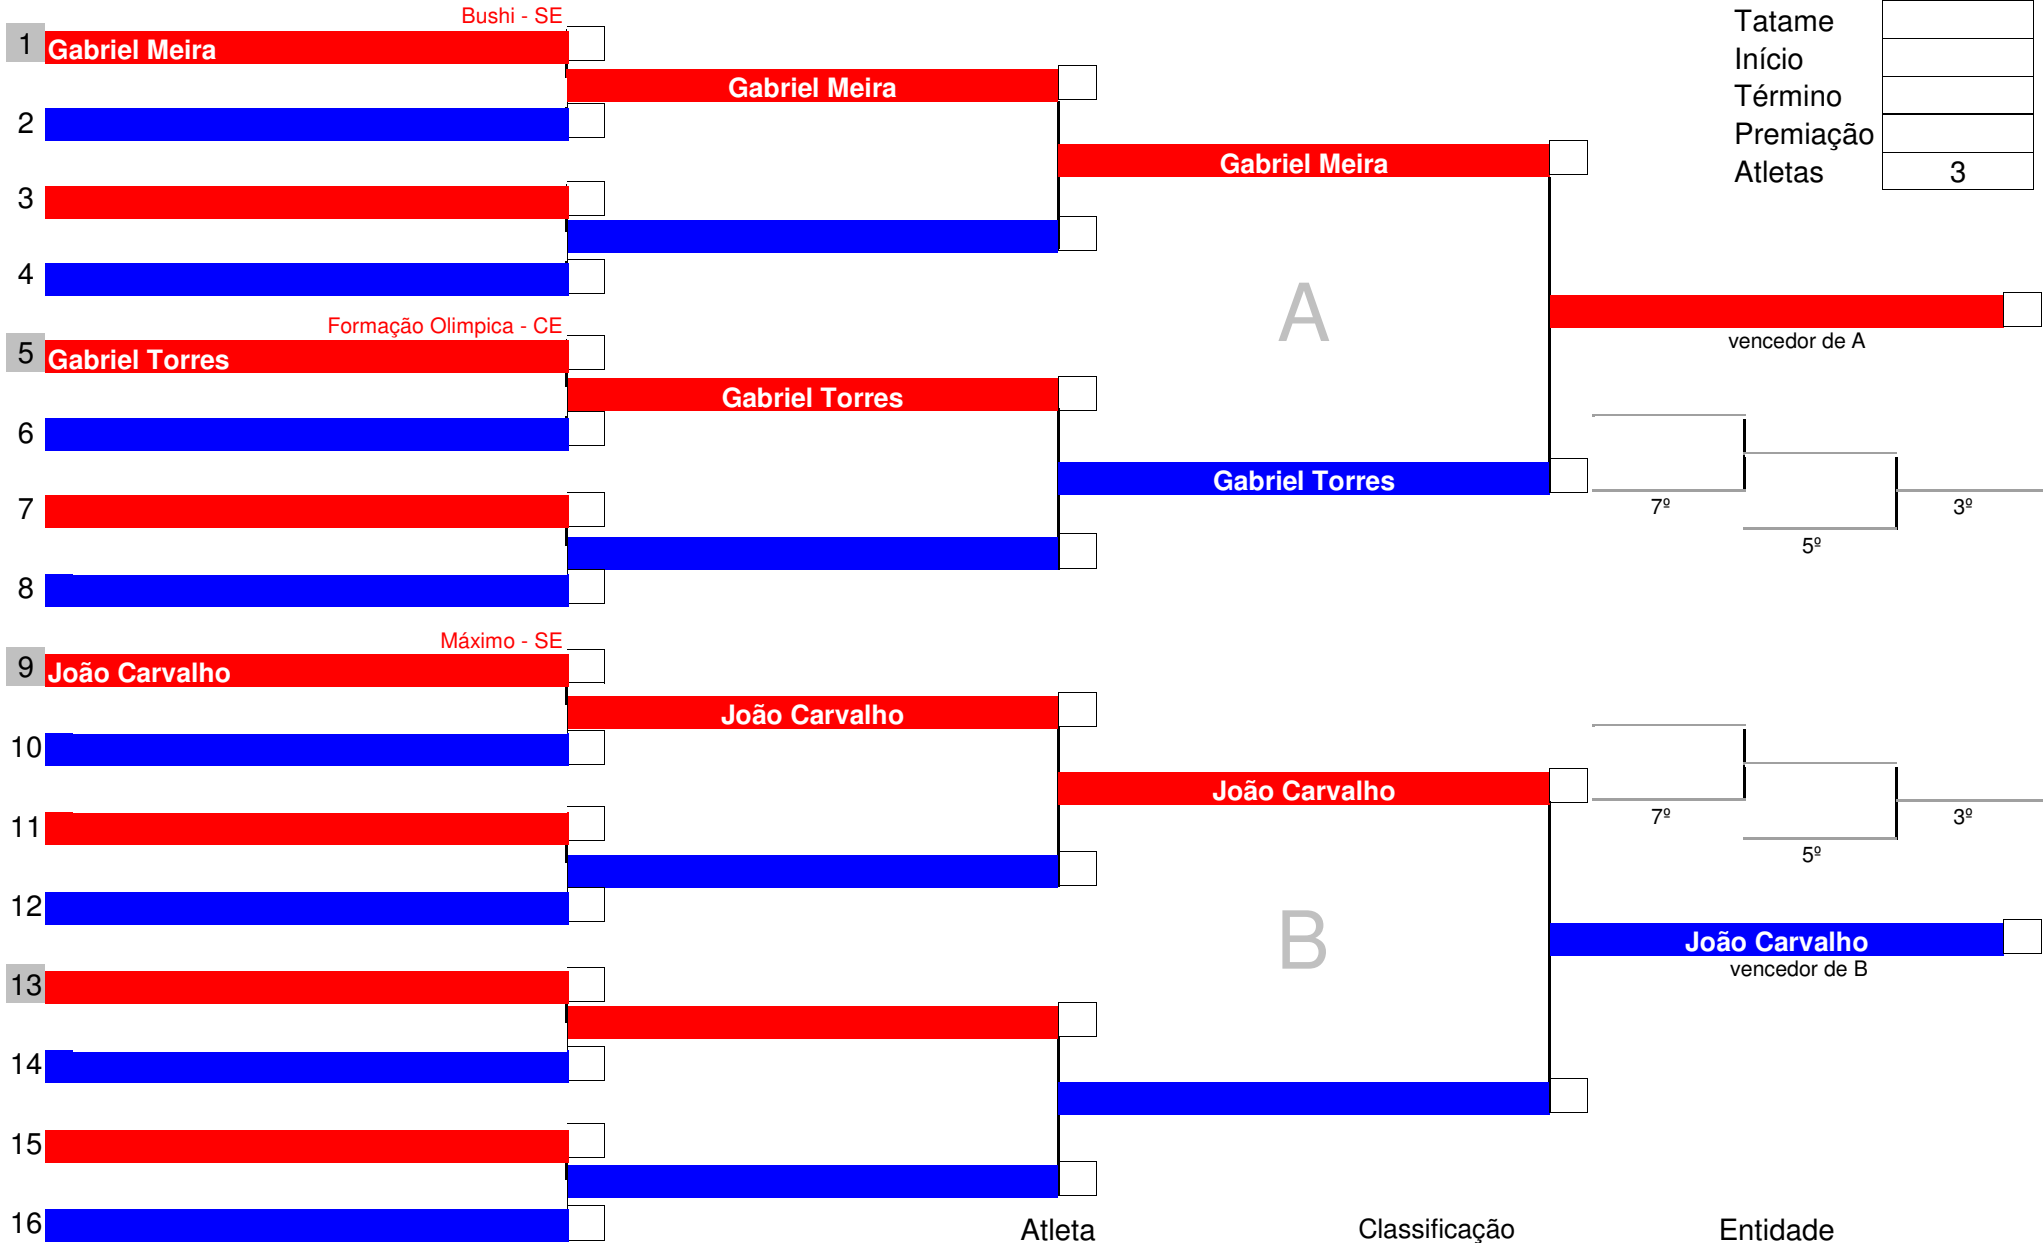 Bushi - SE
1 Gabriel Meira
Gabriel Meira
2
Gabriel Meira
3
4
Formação Olimpica - CE
5 Gabriel Torres
Gabriel Torres
6
Gabriel Torres
7
8
A
vencedor de A
7º
5º
3º
Máximo - SE
9 João Carvalho
João Carvalho
10
João Carvalho
11
12
B
João Carvalho
vencedor de B
7º
5º
3º
13
14
15
16
Tatame
Início
Término
Premiação
Atletas 3
Atleta Classificação Entidade